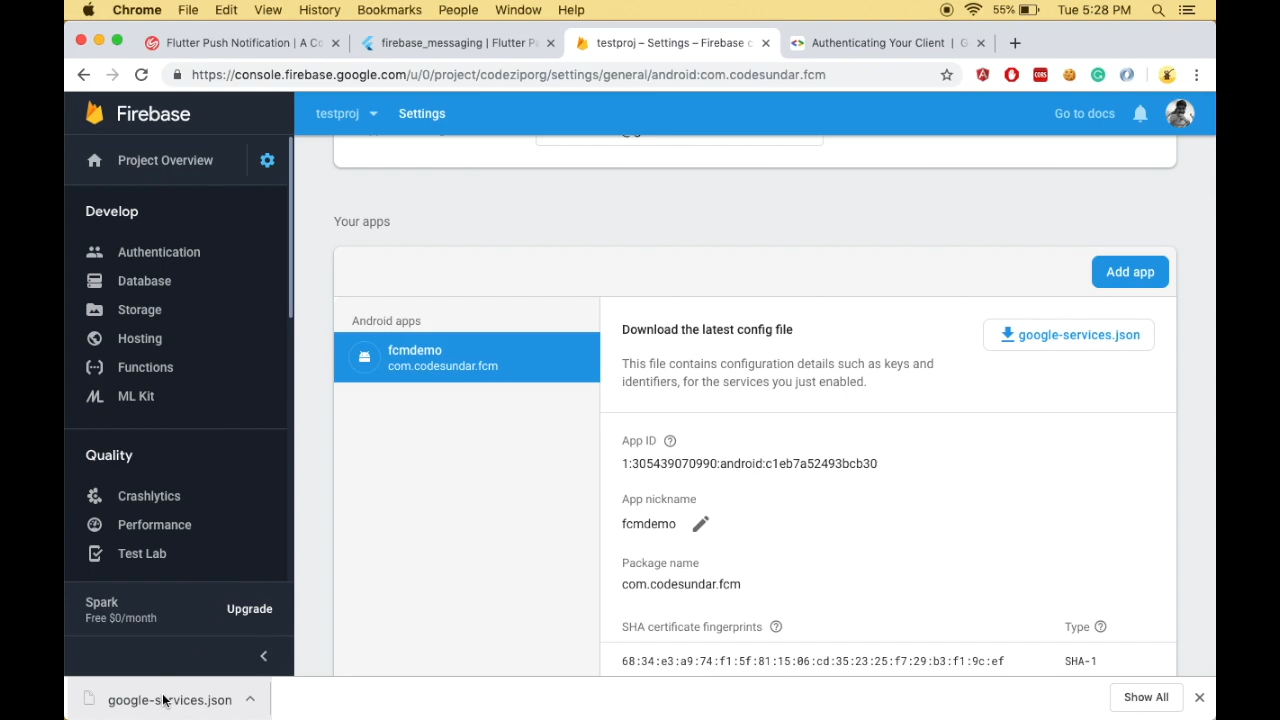 Chrome File Edit View History Bookmarks People Window Help 55% Tue 5:28 PM
Flutter Push Notification | A Co firebase_messaging | Flutter Pa testproj – Settings – Firebase c Authenticating Your Client | G
https://console.firebase.google.com/u/0/project/codeziporg/settings/general/android:com.codesundar.fcm
Firebase testproj Settings Go to docs
Project Overview
Your apps
Develop
Authentication
Database
Storage
Hosting
Functions
ML Kit
Quality
Crashlytics
Performance
Test Lab
Spark
Free $0/month
Upgrade
Add app
Android apps
fcmdemo
com.codesundar.fcm
Download the latest config file
google-services.json
This file contains configuration details such as keys and
identifiers, for the services you just enabled.
App ID
1:305439070990:android:c1eb7a52493bcb30
App nickname
fcmdemo
Package name
com.codesundar.fcm
SHA certificate fingerprints Type
68:34:e3:a9:74:f1:5f:81:15:06:cd:35:23:25:f7:29:b3:f1:9c:ef SHA-1
google-services.json Show All